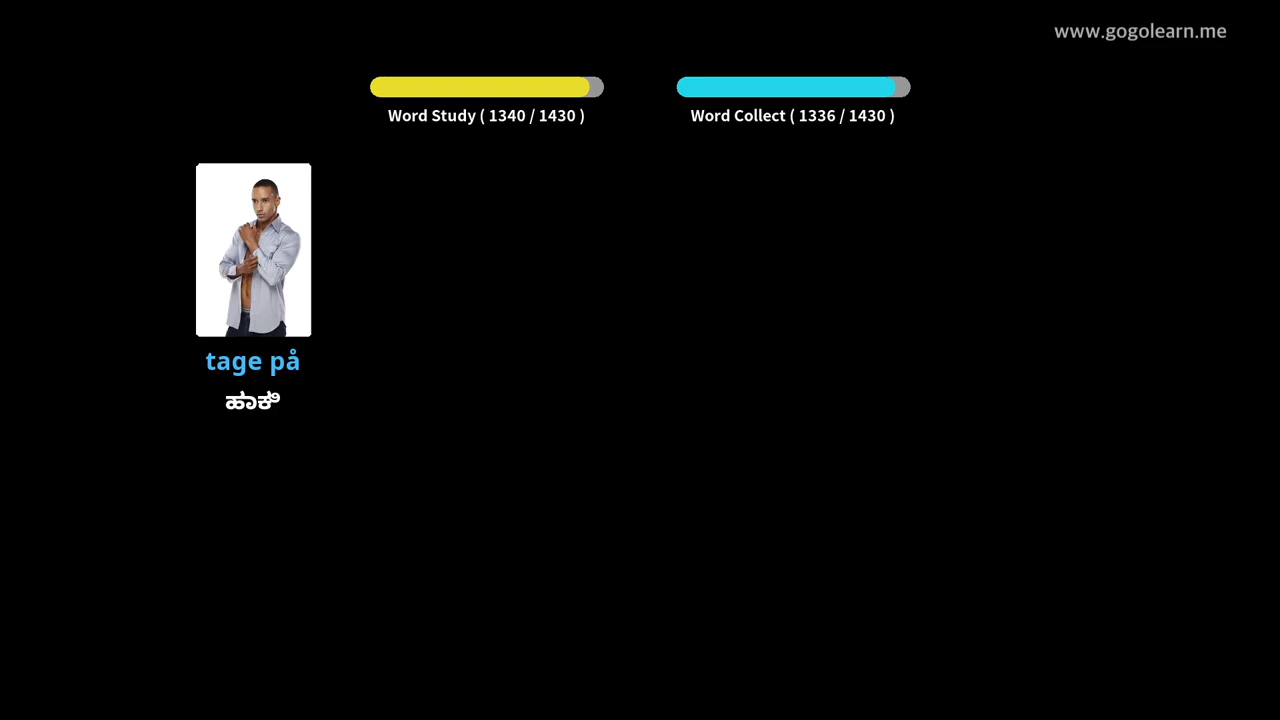 www.gogolearn.me
Word Study ( 1340 / 1430 )
Word Collect ( 1336 / 1430 )
tage på
ಹಾಕಿ